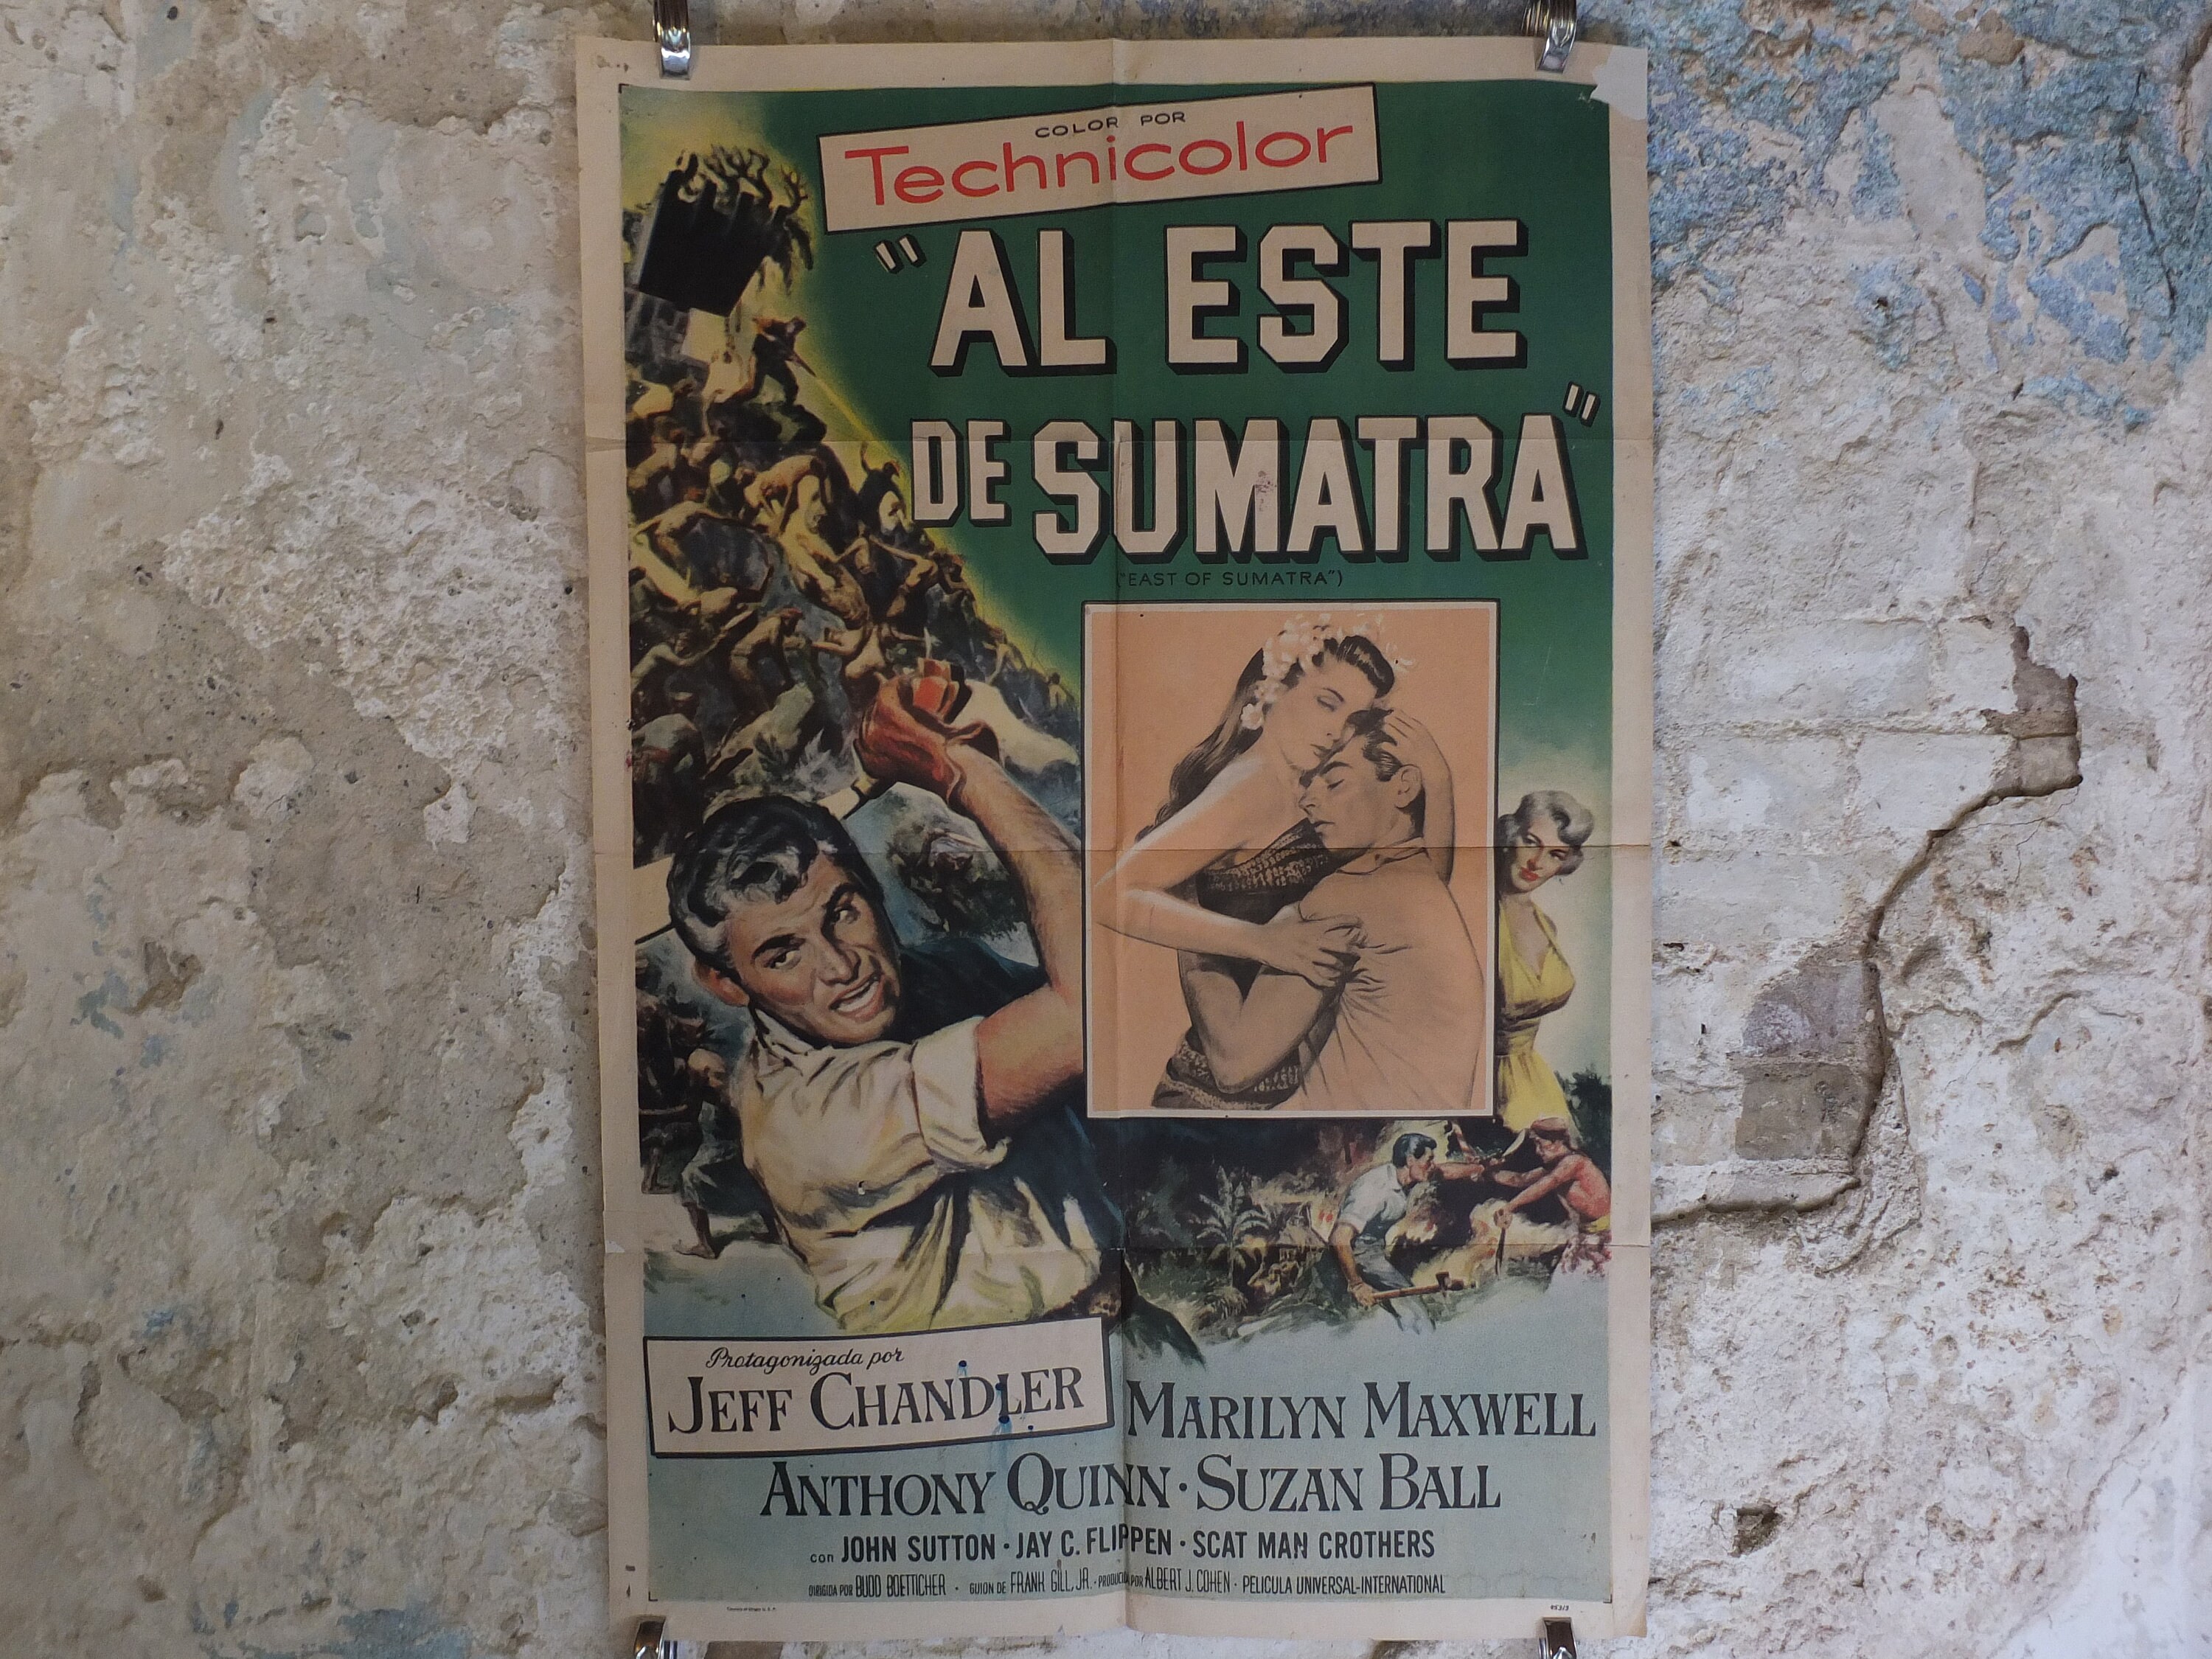 COLOR POR
Technicolor
"AL ESTE
DE SUMATRA"
("EAST OF SUMATRA")
Protagonizada por
JEFF CHANDLER
MARILYN MAXWELL
ANTHONY QUINN · SUZAN BALL
con JOHN SUTTON · JAY C. FLIPPEN · SCAT MAN CROTHERS
DIRIGIDA POR BUDD BOETTICHER · GUION DE FRANK GILL, JR. · PRODUCIDA POR ALBERT J. COHEN · PELICULA UNIVERSAL-INTERNATIONAL